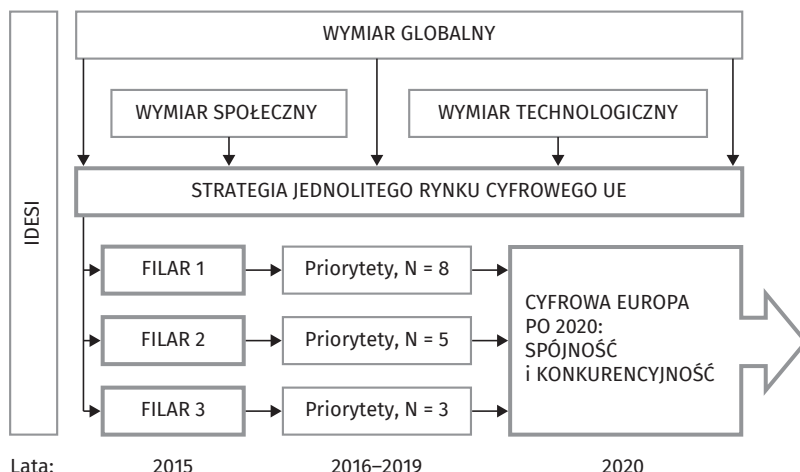 WYMIAR GLOBALNY
WYMIAR SPOŁECZNY
WYMIAR TECHNOLOGICZNY
STRATEGIA JEDNOLITEGO RYNKU CYFROWEGO UE
IDESI
FILAR 1
Priorytety, N = 8
FILAR 2
Priorytety, N = 5
FILAR 3
Priorytety, N = 3
CYFROWA EUROPA
PO 2020:
SPÓJNOŚĆ
i KONKURENCYJNOŚĆ
Lata: 2015 2016–2019 2020